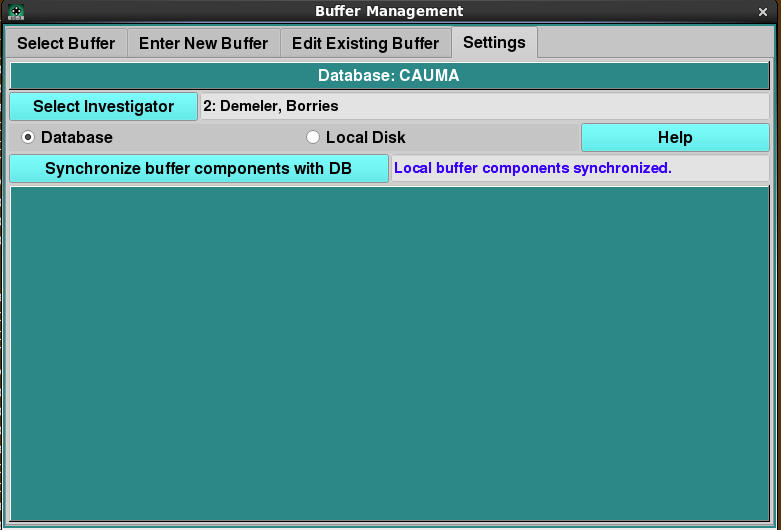 Buffer Management
Select Buffer Enter New Buffer Edit Existing Buffer Settings
Database: CAUMA
Select Investigator 2: Demeler, Borries
Database Local Disk Help
Synchronize buffer components with DB Local buffer components synchronized.